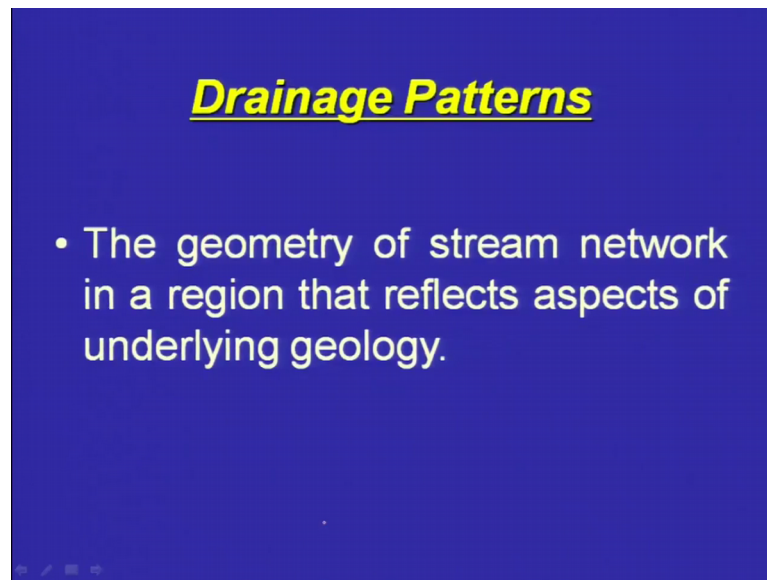 Drainage Patterns
• The geometry of stream network
in a region that reflects aspects of
underlying geology.